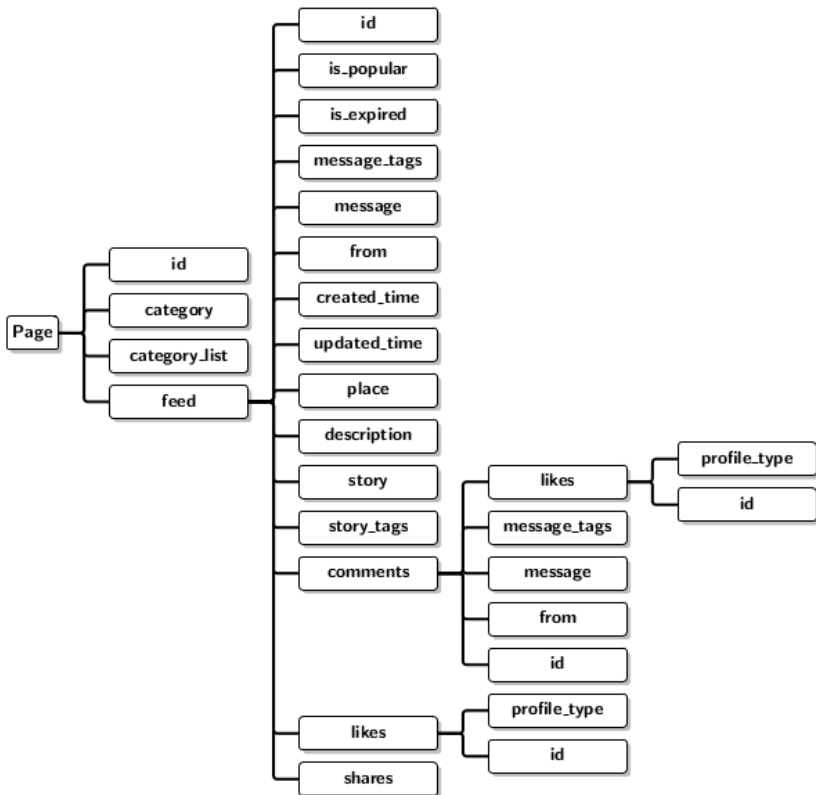 Page
id
category
category_list
feed
id
is_popular
is_expired
message_tags
message
from
created_time
updated_time
place
description
story
story_tags
comments
likes
profile_type
id
message_tags
message
from
id
likes
profile_type
id
shares